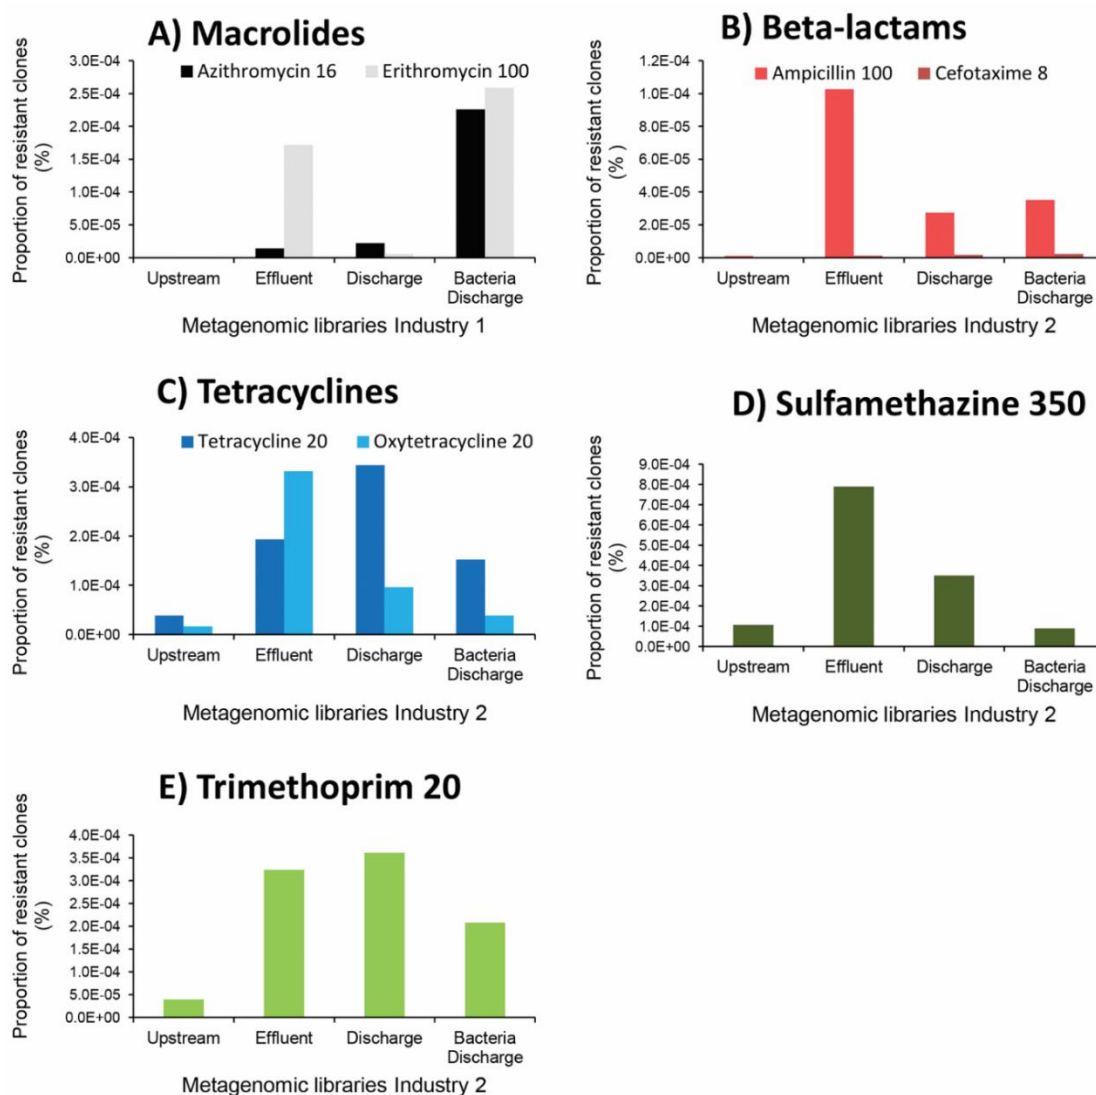 A) Macrolides
Azithromycin 16 Erithromycin 100
Proportion of resistant clones
(%)
3.0E-04
2.5E-04
2.0E-04
1.5E-04
1.0E-04
5.0E-05
0.0E+00
Upstream Effluent Discharge Bacteria
Discharge
Metagenomic libraries Industry 1
B) Beta-lactams
Ampicillin 100 Cefotaxime 8
Proportion of resistant clones
(% )
1.2E-04
1.0E-04
8.0E-05
6.0E-05
4.0E-05
2.0E-05
0.0E+00
Upstream Effluent Discharge Bacteria
Discharge
Metagenomic libraries Industry 2
C) Tetracyclines
Tetracycline 20 Oxytetracycline 20
Proportion of resistant clones
(%)
4.0E-04
3.0E-04
2.0E-04
1.0E-04
0.0E+00
Upstream Effluent Discharge Bacteria
Discharge
Metagenomic libraries Industry 2
D) Sulfamethazine 350
Proportion of resistant clones
(%)
9.0E-04
8.0E-04
7.0E-04
6.0E-04
5.0E-04
4.0E-04
3.0E-04
2.0E-04
1.0E-04
0.0E+00
Upstream Effluent Discharge Bacteria
Discharge
Metagenomic libraries Industry 2
E) Trimethoprim 20
Proportion of resistant clones
(%)
4.0E-04
3.5E-04
3.0E-04
2.5E-04
2.0E-04
1.5E-04
1.0E-04
5.0E-05
0.0E+00
Upstream Effluent Discharge Bacteria
Discharge
Metagenomic libraries Industry 2